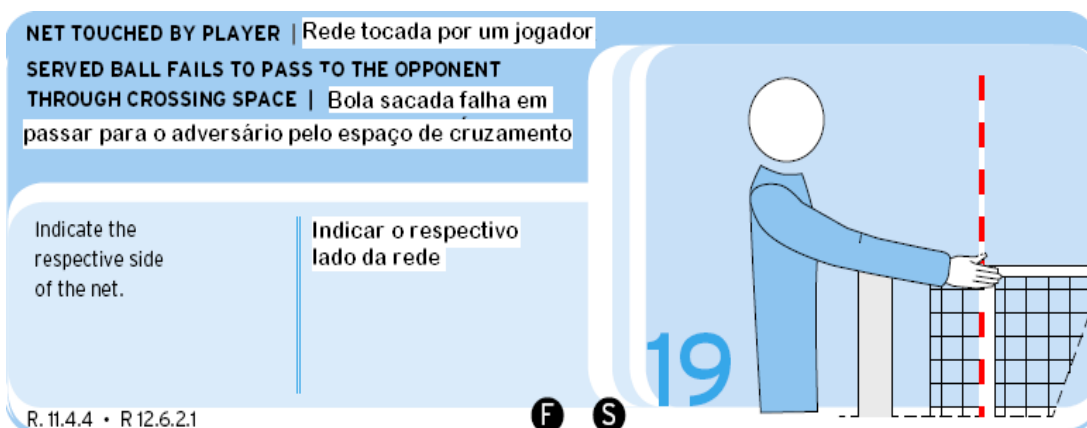 NET TOUCHED BY PLAYER | Rede tocada por um jogador
SERVED BALL FAILS TO PASS TO THE OPPONENT
THROUGH CROSSING SPACE | Bola sacada falha em
passar para o adversário pelo espaço de cruzamento
Indicate the
respective side
of the net.
Indicar o respectivo
lado da rede
19
R. 11.4.4 • R 12.6.2.1
F S